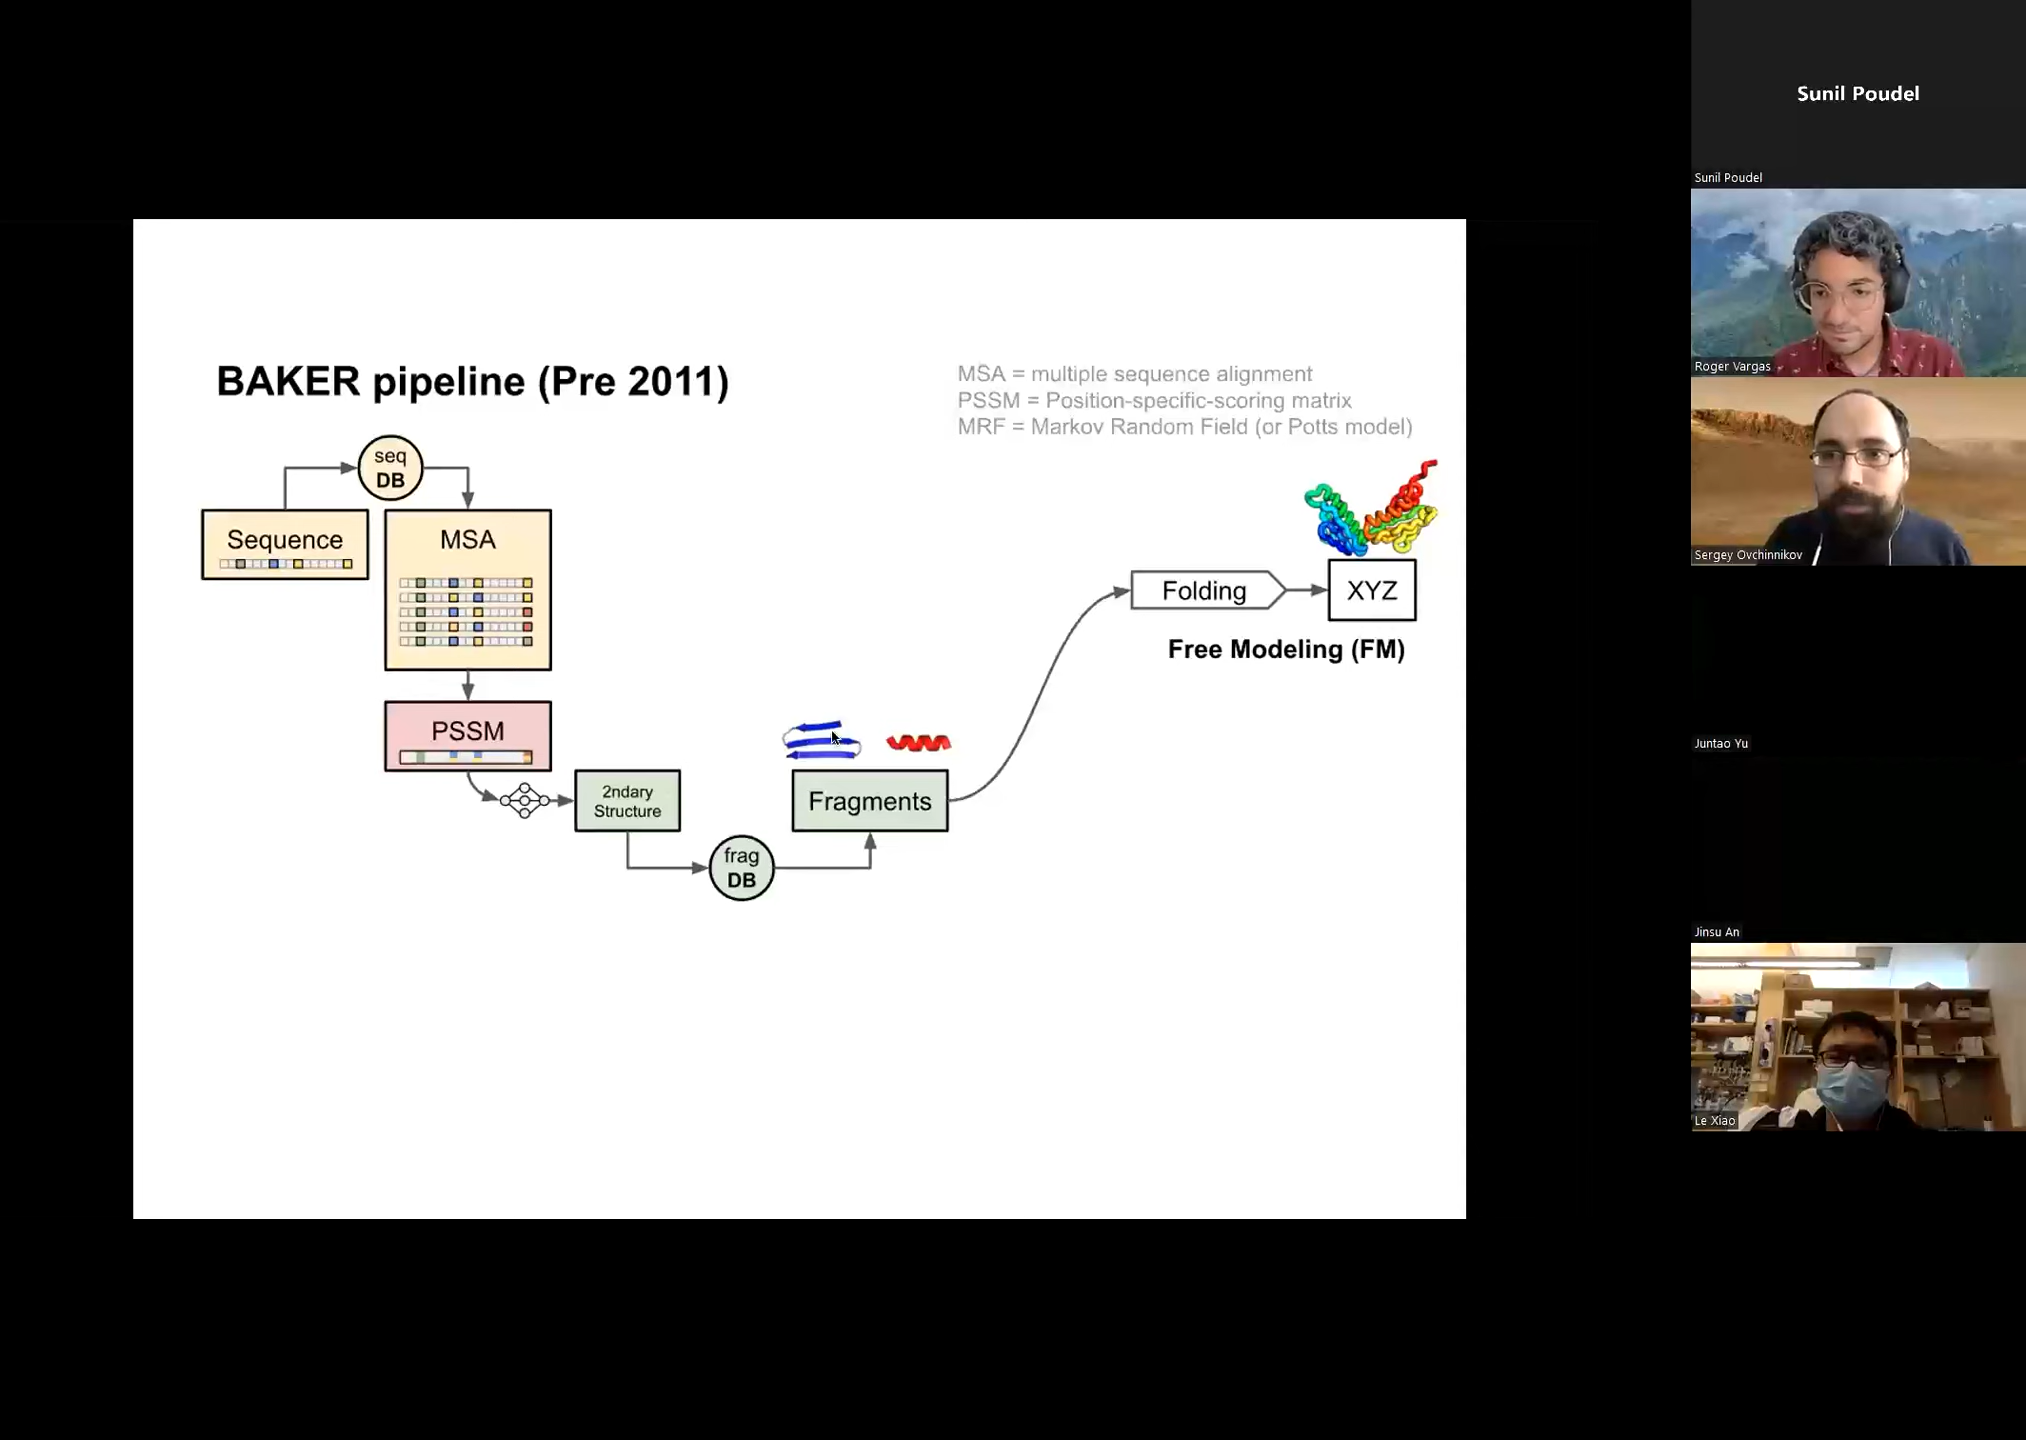 BAKER pipeline (Pre 2011)
MSA = multiple sequence alignment
PSSM = Position-specific-scoring matrix
MRF = Markov Random Field (or Potts model)
seq
DB
Sequence
MSA
PSSM
2ndary
Structure
frag
DB
Fragments
Folding
XYZ
Free Modeling (FM)
Sunil Poudel
Sunil Poudel
Roger Vargas
Sergey Ovchinnikov
Juntao Yu
Jinsu An
Le Xiao